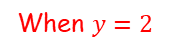 When y = 2